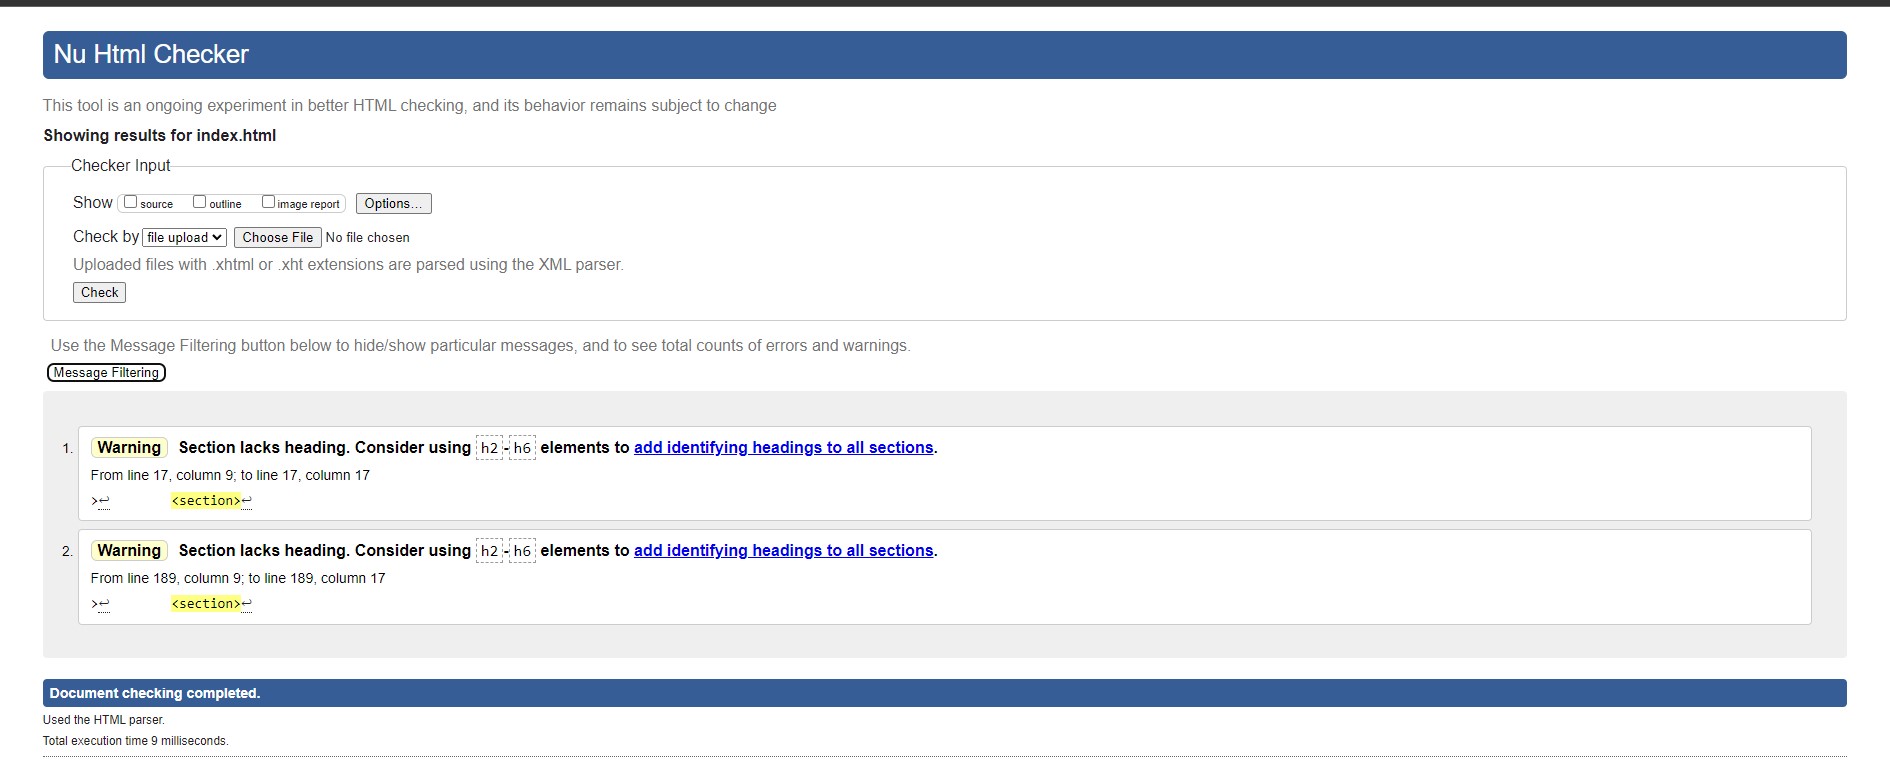 Nu Html Checker
This tool is an ongoing experiment in better HTML checking, and its behavior remains subject to change
Showing results for index.html
Checker Input
Show source outline image report Options...
Check by file upload Choose File No file chosen
Uploaded files with .xhtml or .xht extensions are parsed using the XML parser.
Check
Use the Message Filtering button below to hide/show particular messages, and to see total counts of errors and warnings.
Message Filtering
1. Warning Section lacks heading. Consider using h2-h6 elements to add identifying headings to all sections.
From line 17, column 9; to line 17, column 17
>↩ <section>↩
2. Warning Section lacks heading. Consider using h2-h6 elements to add identifying headings to all sections.
From line 189, column 9; to line 189, column 17
>↩ <section>↩
Document checking completed.
Used the HTML parser.
Total execution time 9 milliseconds.